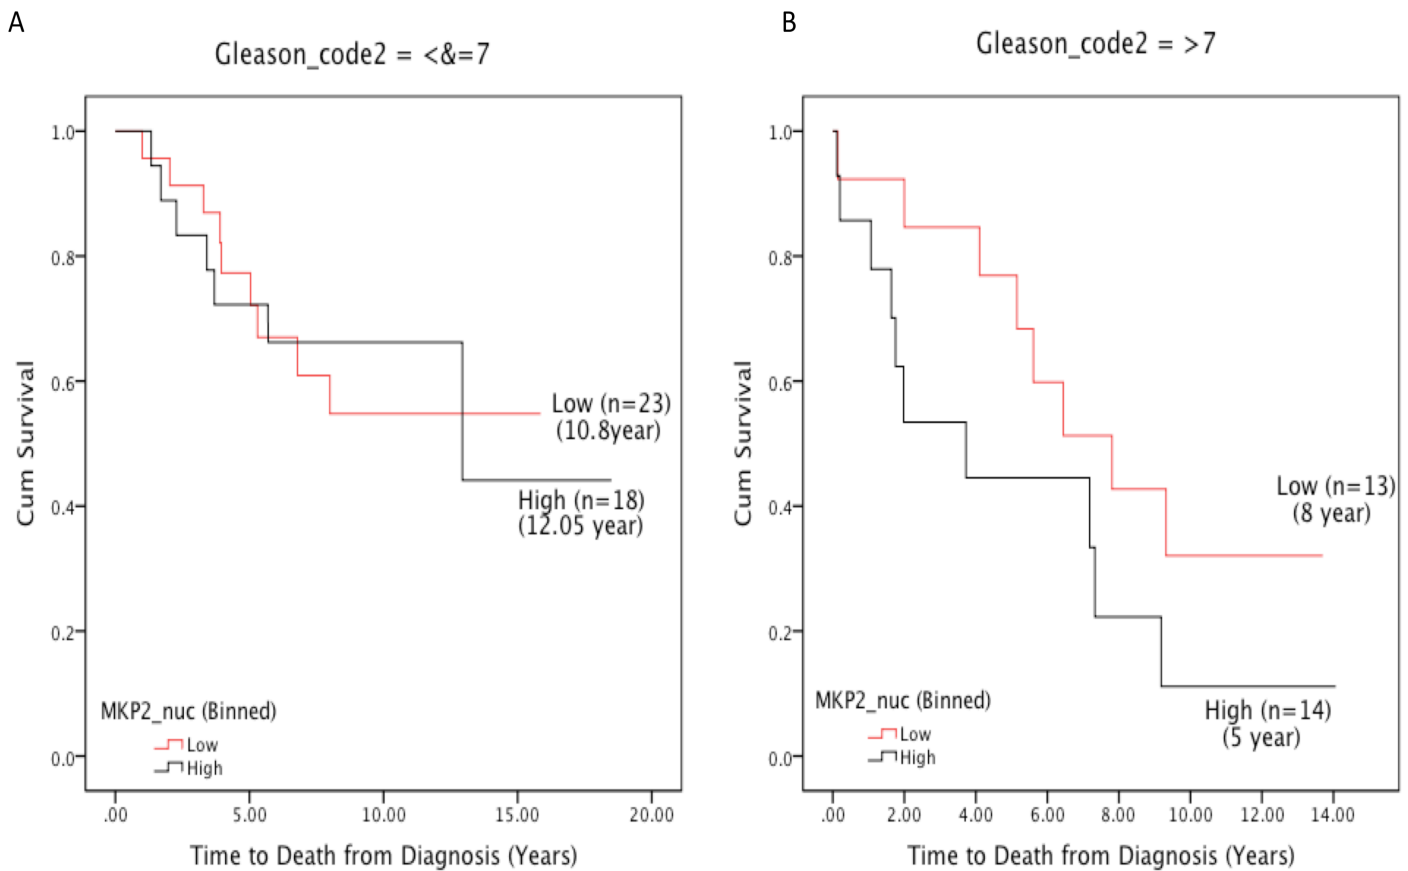 A
Gleason_code2 = <&=7
1.0
0.8
0.6
0.4
0.2
0.0
Cum Survival
Low (n=23)
(10.8year)
High (n=18)
(12.05 year)
MKP2_nuc (Binned)
Low
High
.00 5.00 10.00 15.00 20.00
Time to Death from Diagnosis (Years)
B
Gleason_code2 = >7
1.0
0.8
0.6
0.4
0.2
0.0
Cum Survival
Low (n=13)
(8 year)
High (n=14)
(5 year)
MKP2_nuc (Binned)
Low
High
.00 2.00 4.00 6.00 8.00 10.00 12.00 14.00
Time to Death from Diagnosis (Years)